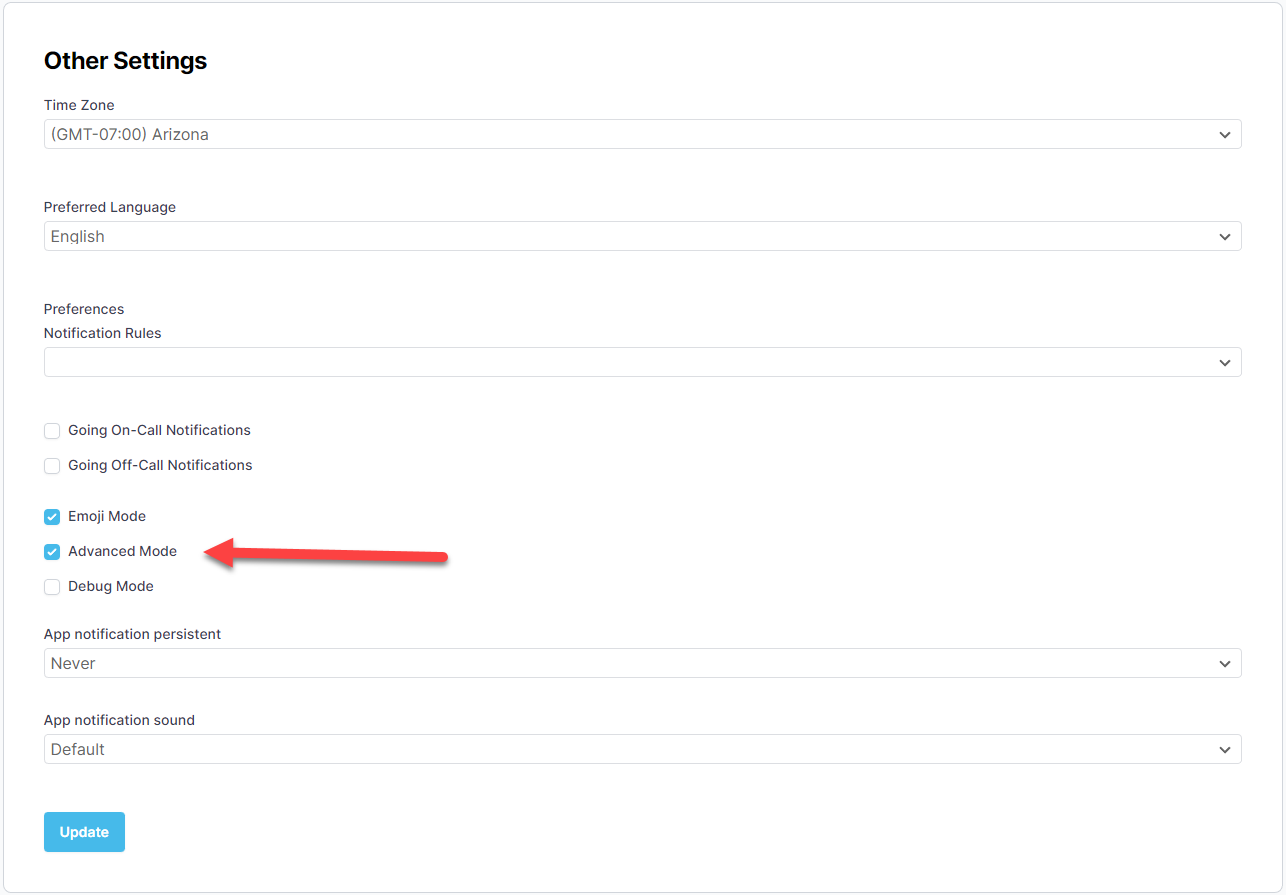 Other Settings
Time Zone
(GMT-07:00) Arizona
Preferred Language
English
Preferences
Notification Rules
Going On-Call Notifications
Going Off-Call Notifications
Emoji Mode
Advanced Mode
Debug Mode
App notification persistent
Never
App notification sound
Default
Update